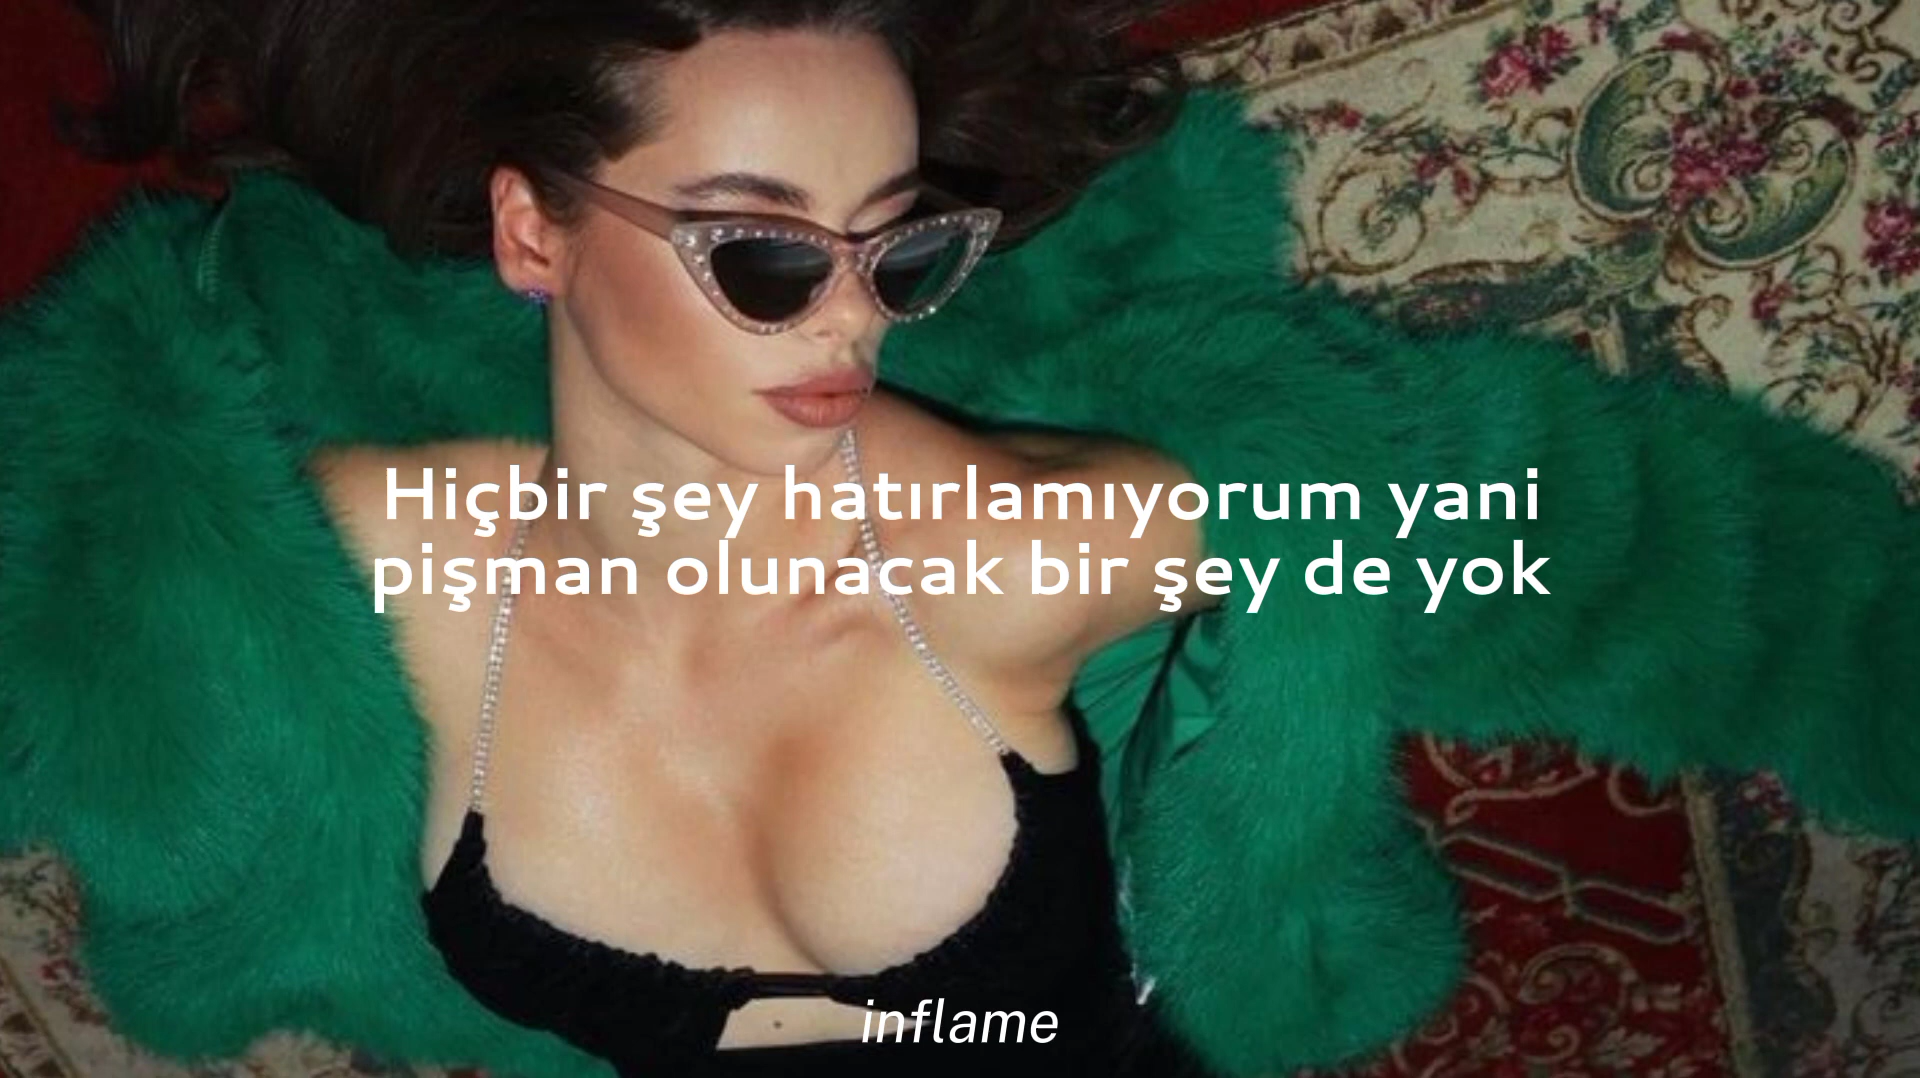 Hiçbir şey hatırlamıyorum yani
pişman olunacak bir şey de yok
inflame